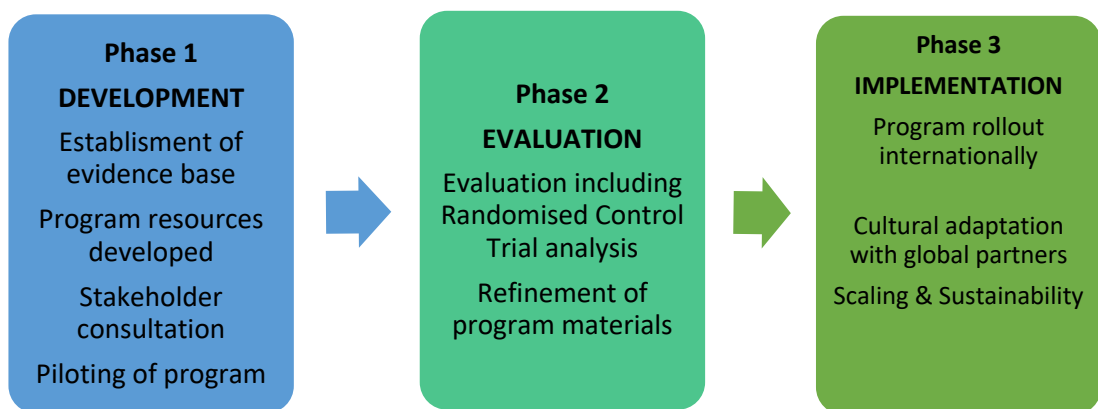 Phase 1
DEVELOPMENT
Establisment of
evidence base
Program resources
developed
Stakeholder
consultation
Piloting of program
Phase 2
EVALUATION
Evaluation including
Randomised Control
Trial analysis
Refinement of
program materials
Phase 3
IMPLEMENTATION
Program rollout
internationally
Cultural adaptation
with global partners
Scaling & Sustainability